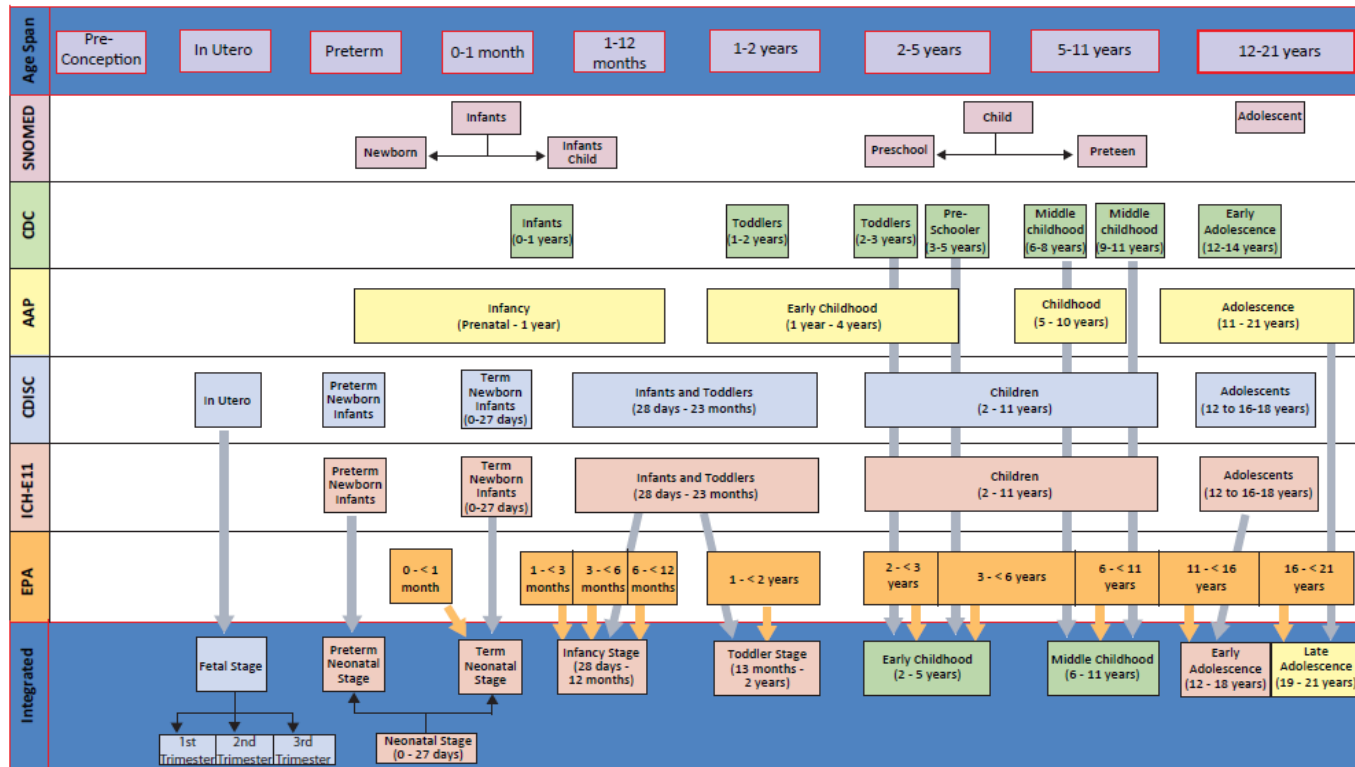 Age Span
Pre-
Conception
In Utero
Preterm
0-1 month
1-12
months
1-2 years
2-5 years
5-11 years
12-21 years
SNOMED
Infants
Newborn
Infants
Child
Child
Preschool
Preteen
Adolescent
CDC
Infants
(0-1 years)
Toddlers
(1-2 years)
Toddlers
(2-3 years)
Pre-
Schooler
(3-5 years)
Middle
childhood
(6-8 years)
Middle
childhood
(9-11 years)
Early
Adolescence
(12-14 years)
AAP
Infancy
(Prenatal - 1 year)
Early Childhood
(1 year - 4 years)
Childhood
(5 - 10 years)
Adolescence
(11 - 21 years)
CDISC
In Utero
Preterm
Newborn
Infants
Term
Newborn
Infants
(0-27 days)
Infants and Toddlers
(28 days - 23 months)
Children
(2 - 11 years)
Adolescents
(12 to 16-18 years)
ICH-E11
Preterm
Newborn
Infants
Term
Newborn
Infants
(0-27 days)
Infants and Toddlers
(28 days - 23 months)
Children
(2 - 11 years)
Adolescents
(12 to 16-18 years)
EPA
0 - < 1
month
1 - < 3
months
3 - < 6
months
6 - < 12
months
1 - < 2 years
2 - < 3
years
3 - < 6 years
6 - < 11
years
11 - < 16
years
16 - < 21
years
Integrated
Fetal Stage
1st
Trimester
2nd
Trimester
3rd
Trimester
Preterm
Neonatal
Stage
Term
Neonatal
Stage
Neonatal Stage
(0 - 27 days)
Infancy Stage
(28 days -
12 months)
Toddler Stage
(13 months -
2 years)
Early Childhood
(2 - 5 years)
Middle Childhood
(6 - 11 years)
Early
Adolescence
(12 - 18 years)
Late
Adolescence
(19 - 21 years)